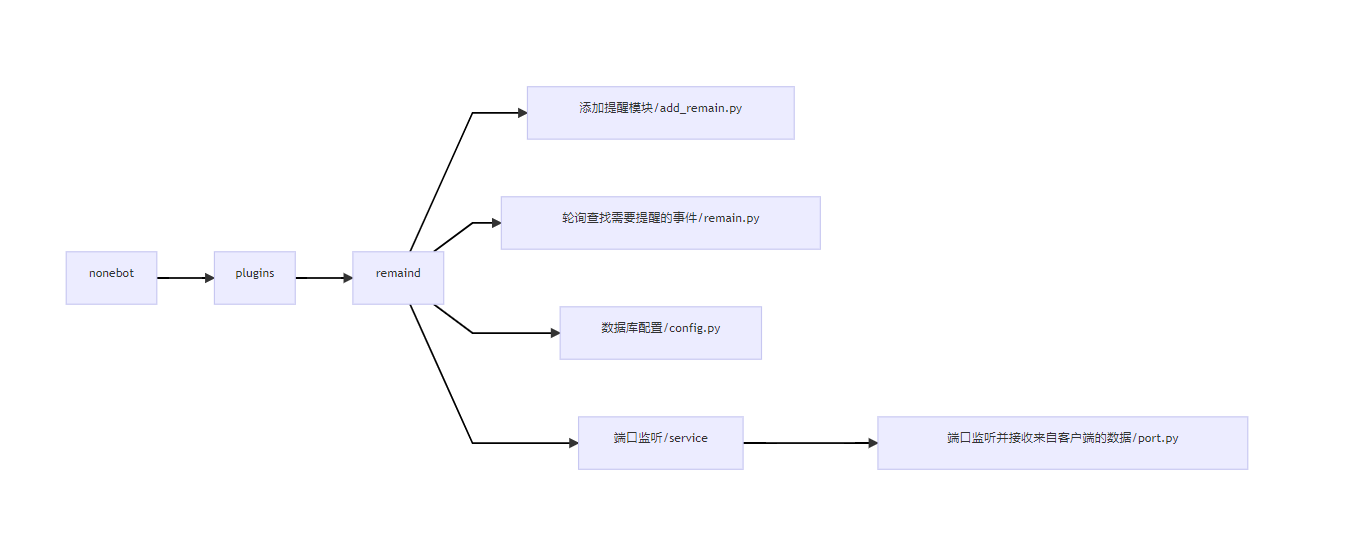 添加提醒模块/add_remain.py
轮询查找需要提醒的事件/remain.py
nonebot
plugins
remaind
数据库配置/config.py
端口监听/service
端口监听并接收来自客户端的数据/port.py